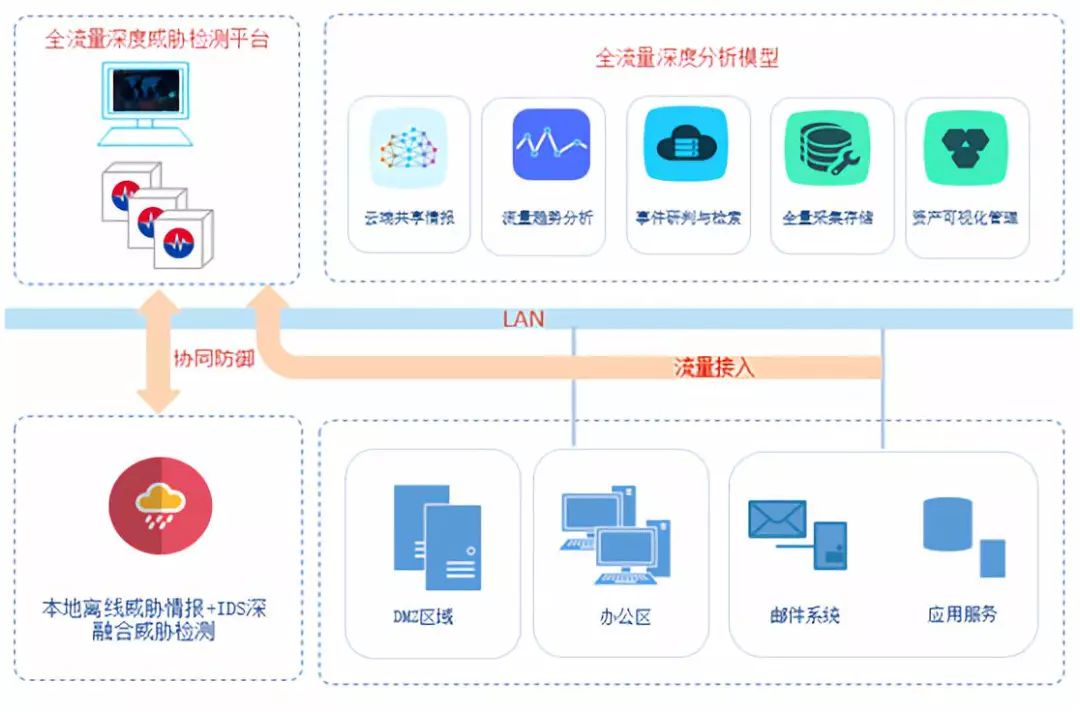 全流量深度威胁检测平台
全流量深度分析模型
云端共享情报
流量趋势分析
事件研判与检索
全量采集存储
资产可视化管理
LAN
协同防御
流量接入
本地离线威胁情报+IDS深
融合威胁检测
DMZ区域
办公区
邮件系统
应用服务